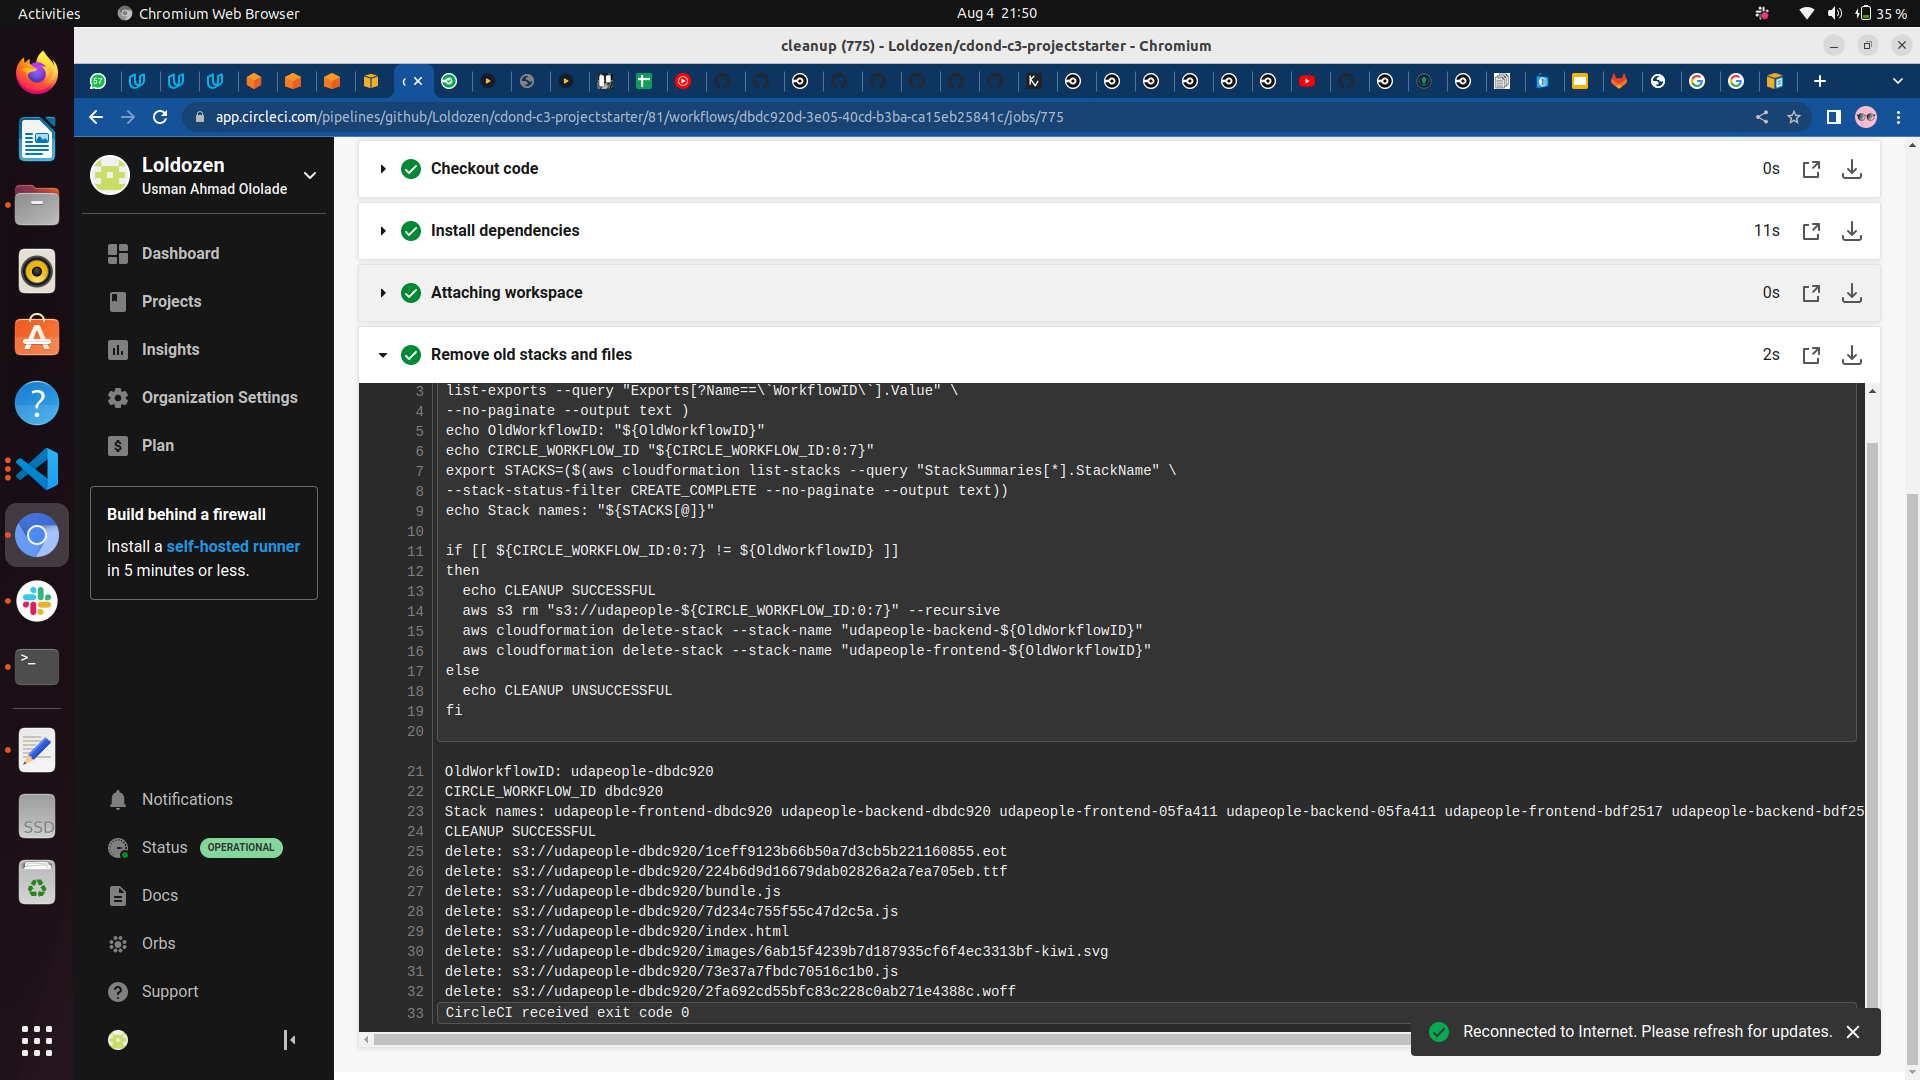 Activities
Chromium Web Browser
Aug 4 21:50
35 %
cleanup (775) - Loldozen/cdond-c3-projectstarter - Chromium
app.circleci.com/pipelines/github/Loldozen/cdond-c3-projectstarter/81/workflows/dbdc920d-3e05-40cd-b3ba-ca15eb25841c/jobs/775
Loldozen
Usman Ahmad Ololade
Dashboard
Projects
Insights
Organization Settings
Plan
Build behind a firewall
Install a self-hosted runner
in 5 minutes or less.
Notifications
Status OPERATIONAL
Docs
Orbs
Support
SSD
Checkout code 0s
Install dependencies 11s
Attaching workspace 0s
Remove old stacks and files 2s
3 list-exports --query "Exports[?Name==\`WorkflowID\`].Value" \
4 --no-paginate --output text )
5 echo OldWorkflowID: "${OldWorkflowID}"
6 echo CIRCLE_WORKFLOW_ID "${CIRCLE_WORKFLOW_ID:0:7}"
7 export STACKS=($(aws cloudformation list-stacks --query "StackSummaries[*].StackName" \
8 --stack-status-filter CREATE_COMPLETE --no-paginate --output text))
9 echo Stack names: "${STACKS[@]}"
10
11 if [[ ${CIRCLE_WORKFLOW_ID:0:7} != ${OldWorkflowID} ]]
12 then
13 echo CLEANUP SUCCESSFUL
14 aws s3 rm "s3://udapeople-${CIRCLE_WORKFLOW_ID:0:7}" --recursive
15 aws cloudformation delete-stack --stack-name "udapeople-backend-${OldWorkflowID}"
16 aws cloudformation delete-stack --stack-name "udapeople-frontend-${OldWorkflowID}"
17 else
18 echo CLEANUP UNSUCCESSFUL
19 fi
20
21 OldWorkflowID: udapeople-dbdc920
22 CIRCLE_WORKFLOW_ID dbdc920
23 Stack names: udapeople-frontend-dbdc920 udapeople-backend-dbdc920 udapeople-frontend-05fa411 udapeople-backend-05fa411 udapeople-frontend-bdf2517 udapeople-backend-bdf25
24 CLEANUP SUCCESSFUL
25 delete: s3://udapeople-dbdc920/1ceff9123b66b50a7d3cb5b221160855.eot
26 delete: s3://udapeople-dbdc920/224b6d9d16679dab02826a2a7ea705eb.ttf
27 delete: s3://udapeople-dbdc920/bundle.js
28 delete: s3://udapeople-dbdc920/7d234c755f55c47d2c5a.js
29 delete: s3://udapeople-dbdc920/index.html
30 delete: s3://udapeople-dbdc920/images/6ab15f4239b7d187935cf6f4ec3313bf-kiwi.svg
31 delete: s3://udapeople-dbdc920/73e37a7fbdc70516c1b0.js
32 delete: s3://udapeople-dbdc920/2fa692cd55bfc83c228c0ab271e4388c.woff
33 CircleCI received exit code 0
Reconnected to Internet. Please refresh for updates.